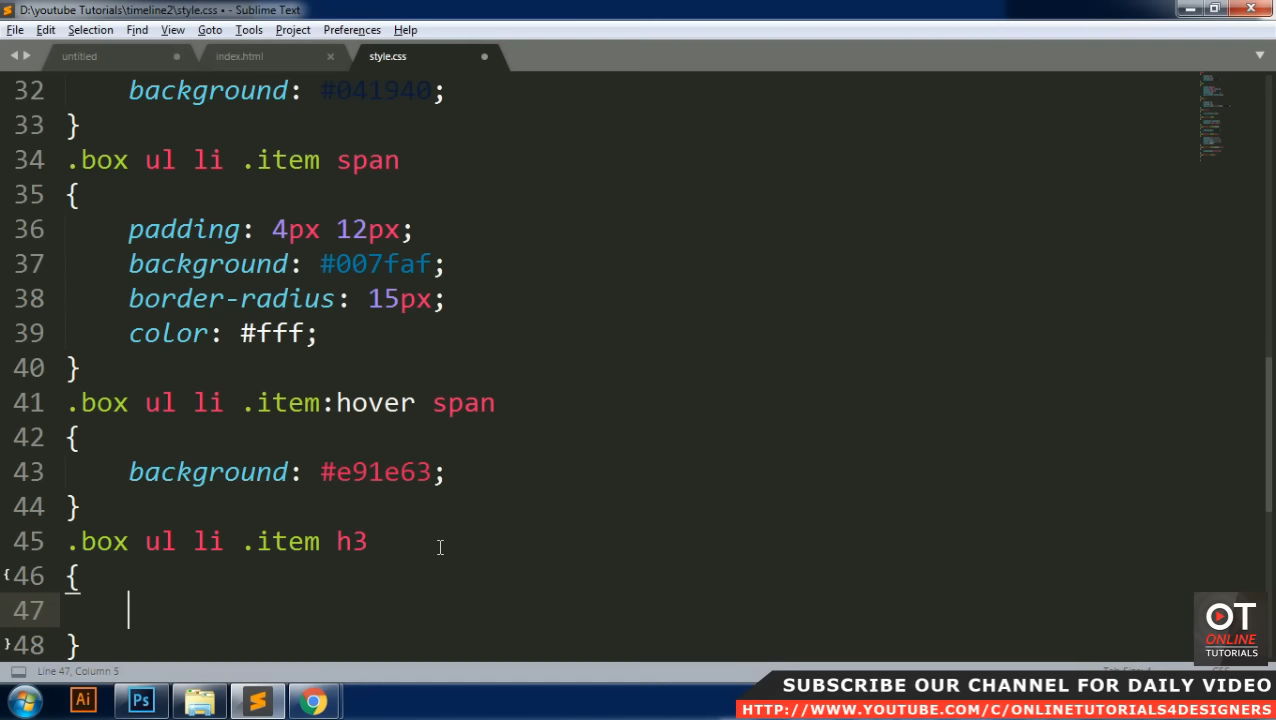 D:\youtube Tutorials\timeline2\style.css • - Sublime Text
File Edit Selection Find View Goto Tools Project Preferences Help
untitled index.html style.css
32 background: #041940;
33 }
34 .box ul li .item span
35 {
36 padding: 4px 12px;
37 background: #007faf;
38 border-radius: 15px;
39 color: #fff;
40 }
41 .box ul li .item:hover span
42 {
43 background: #e91e63;
44 }
45 .box ul li .item h3
46 {
47
48 }
OT
ONLINE
TUTORIALS
Line 47, Column 5
SUBSCRIBE OUR CHANNEL FOR DAILY VIDEO
Ai Ps
HTTP://WWW.YOUTUBE.COM/C/ONLINETUTORIALS4DESIGNERS